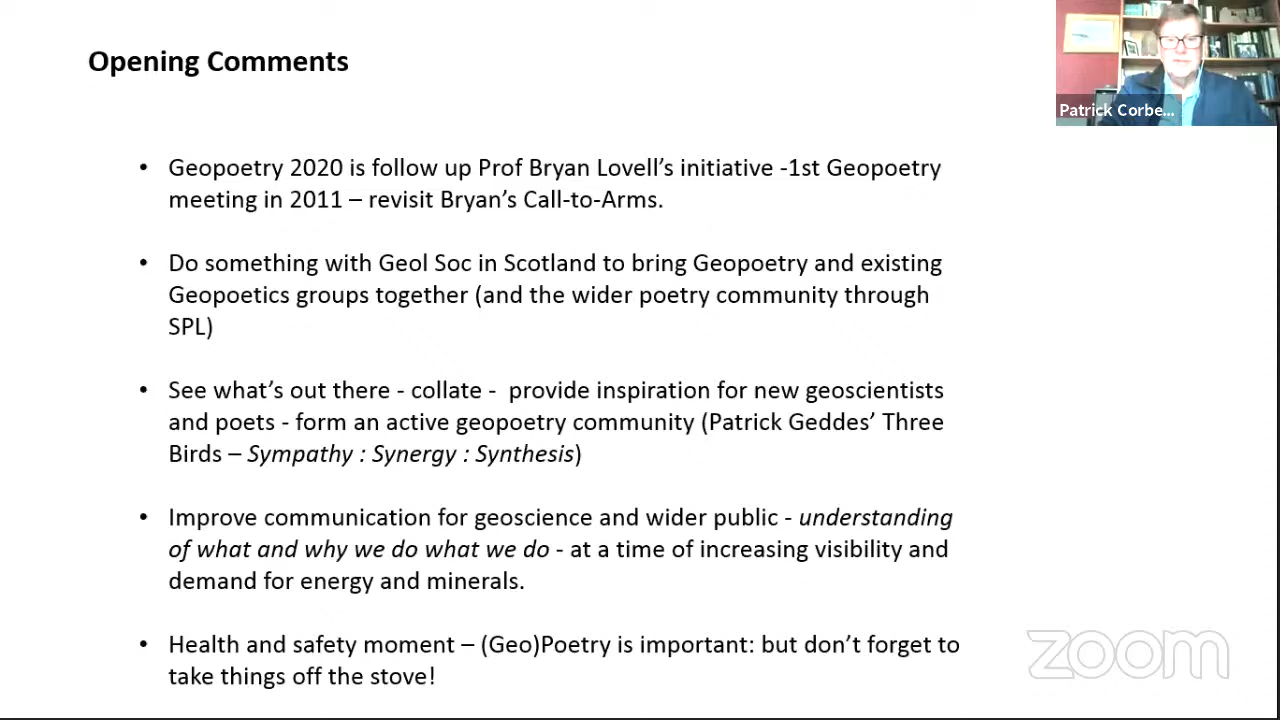 Opening Comments
Patrick Corbe...
• Geopoetry 2020 is follow up Prof Bryan Lovell’s initiative -1st Geopoetry
meeting in 2011 – revisit Bryan’s Call-to-Arms.
• Do something with Geol Soc in Scotland to bring Geopoetry and existing
Geopoetics groups together (and the wider poetry community through
SPL)
• See what’s out there - collate -  provide inspiration for new geoscientists
and poets - form an active geopoetry community (Patrick Geddes’ Three
Birds – Sympathy : Synergy : Synthesis)
• Improve communication for geoscience and wider public - understanding
of what and why we do what we do - at a time of increasing visibility and
demand for energy and minerals.
• Health and safety moment – (Geo)Poetry is important: but don’t forget to
take things off the stove!
zoom